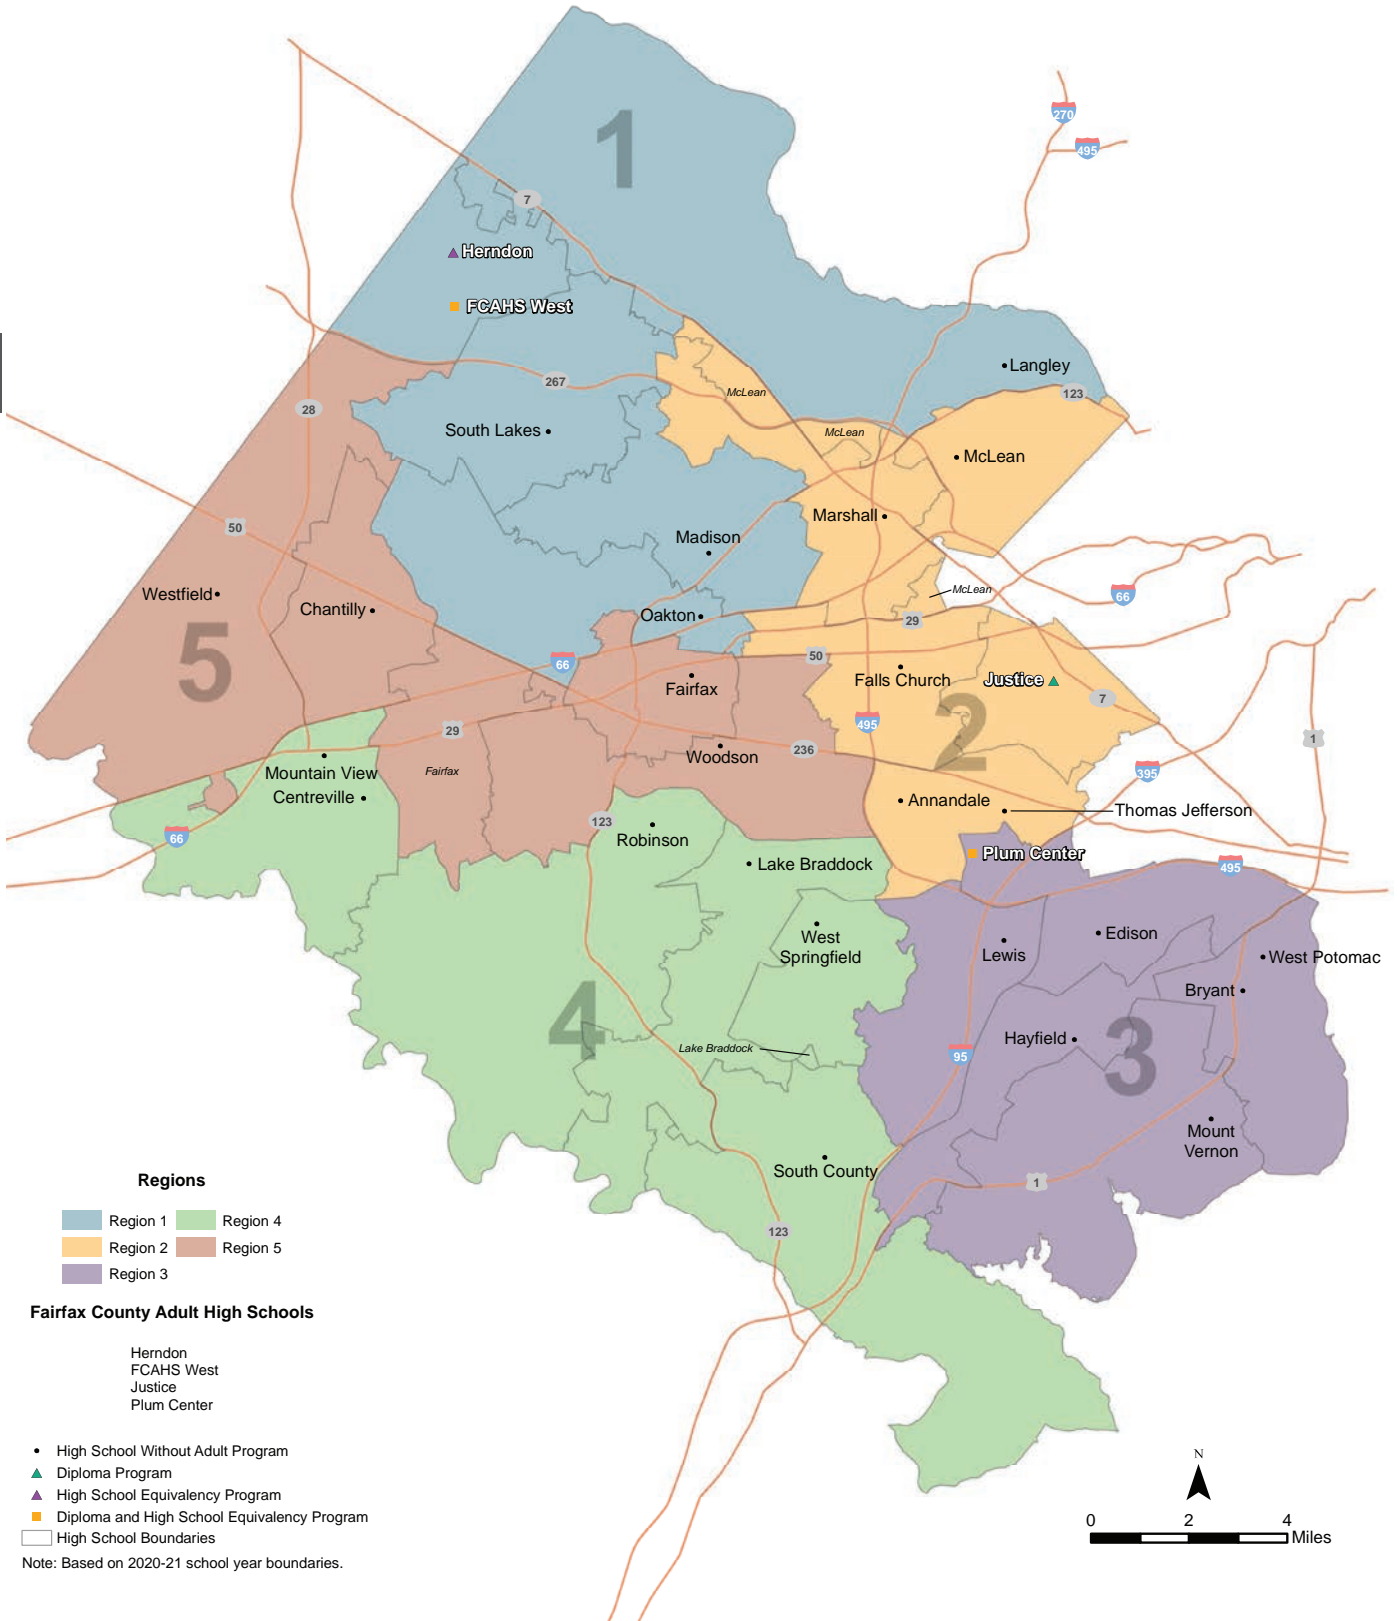 1
270
495
7
Herndon
FCAHS West
Langley
267
123
McLean
28
McLean
South Lakes
McLean
Marshall
50
Madison
Westfield
McLean
66
Chantilly
Oakton
29
5
66
50
Falls Church
Justice
Fairfax
7
2
495
29
1
236
Woodson
Mountain View
Fairfax
395
Centreville
Annandale
Thomas Jefferson
123
66
Robinson
Plum Center
Lake Braddock
495
West
Springfield
Edison
Lewis
West Potomac
Bryant
4
Hayfield
3
Lake Braddock
95
Mount
Vernon
South County
1
123
Regions
Region 1
Region 4
Region 2
Region 5
Region 3
Fairfax County Adult High Schools
Herndon
FCAHS West
Justice
Plum Center
High School Without Adult Program
Diploma Program
High School Equivalency Program
Diploma and High School Equivalency Program
High School Boundaries
Note: Based on 2020-21 school year boundaries.
N
0 2 4
Miles